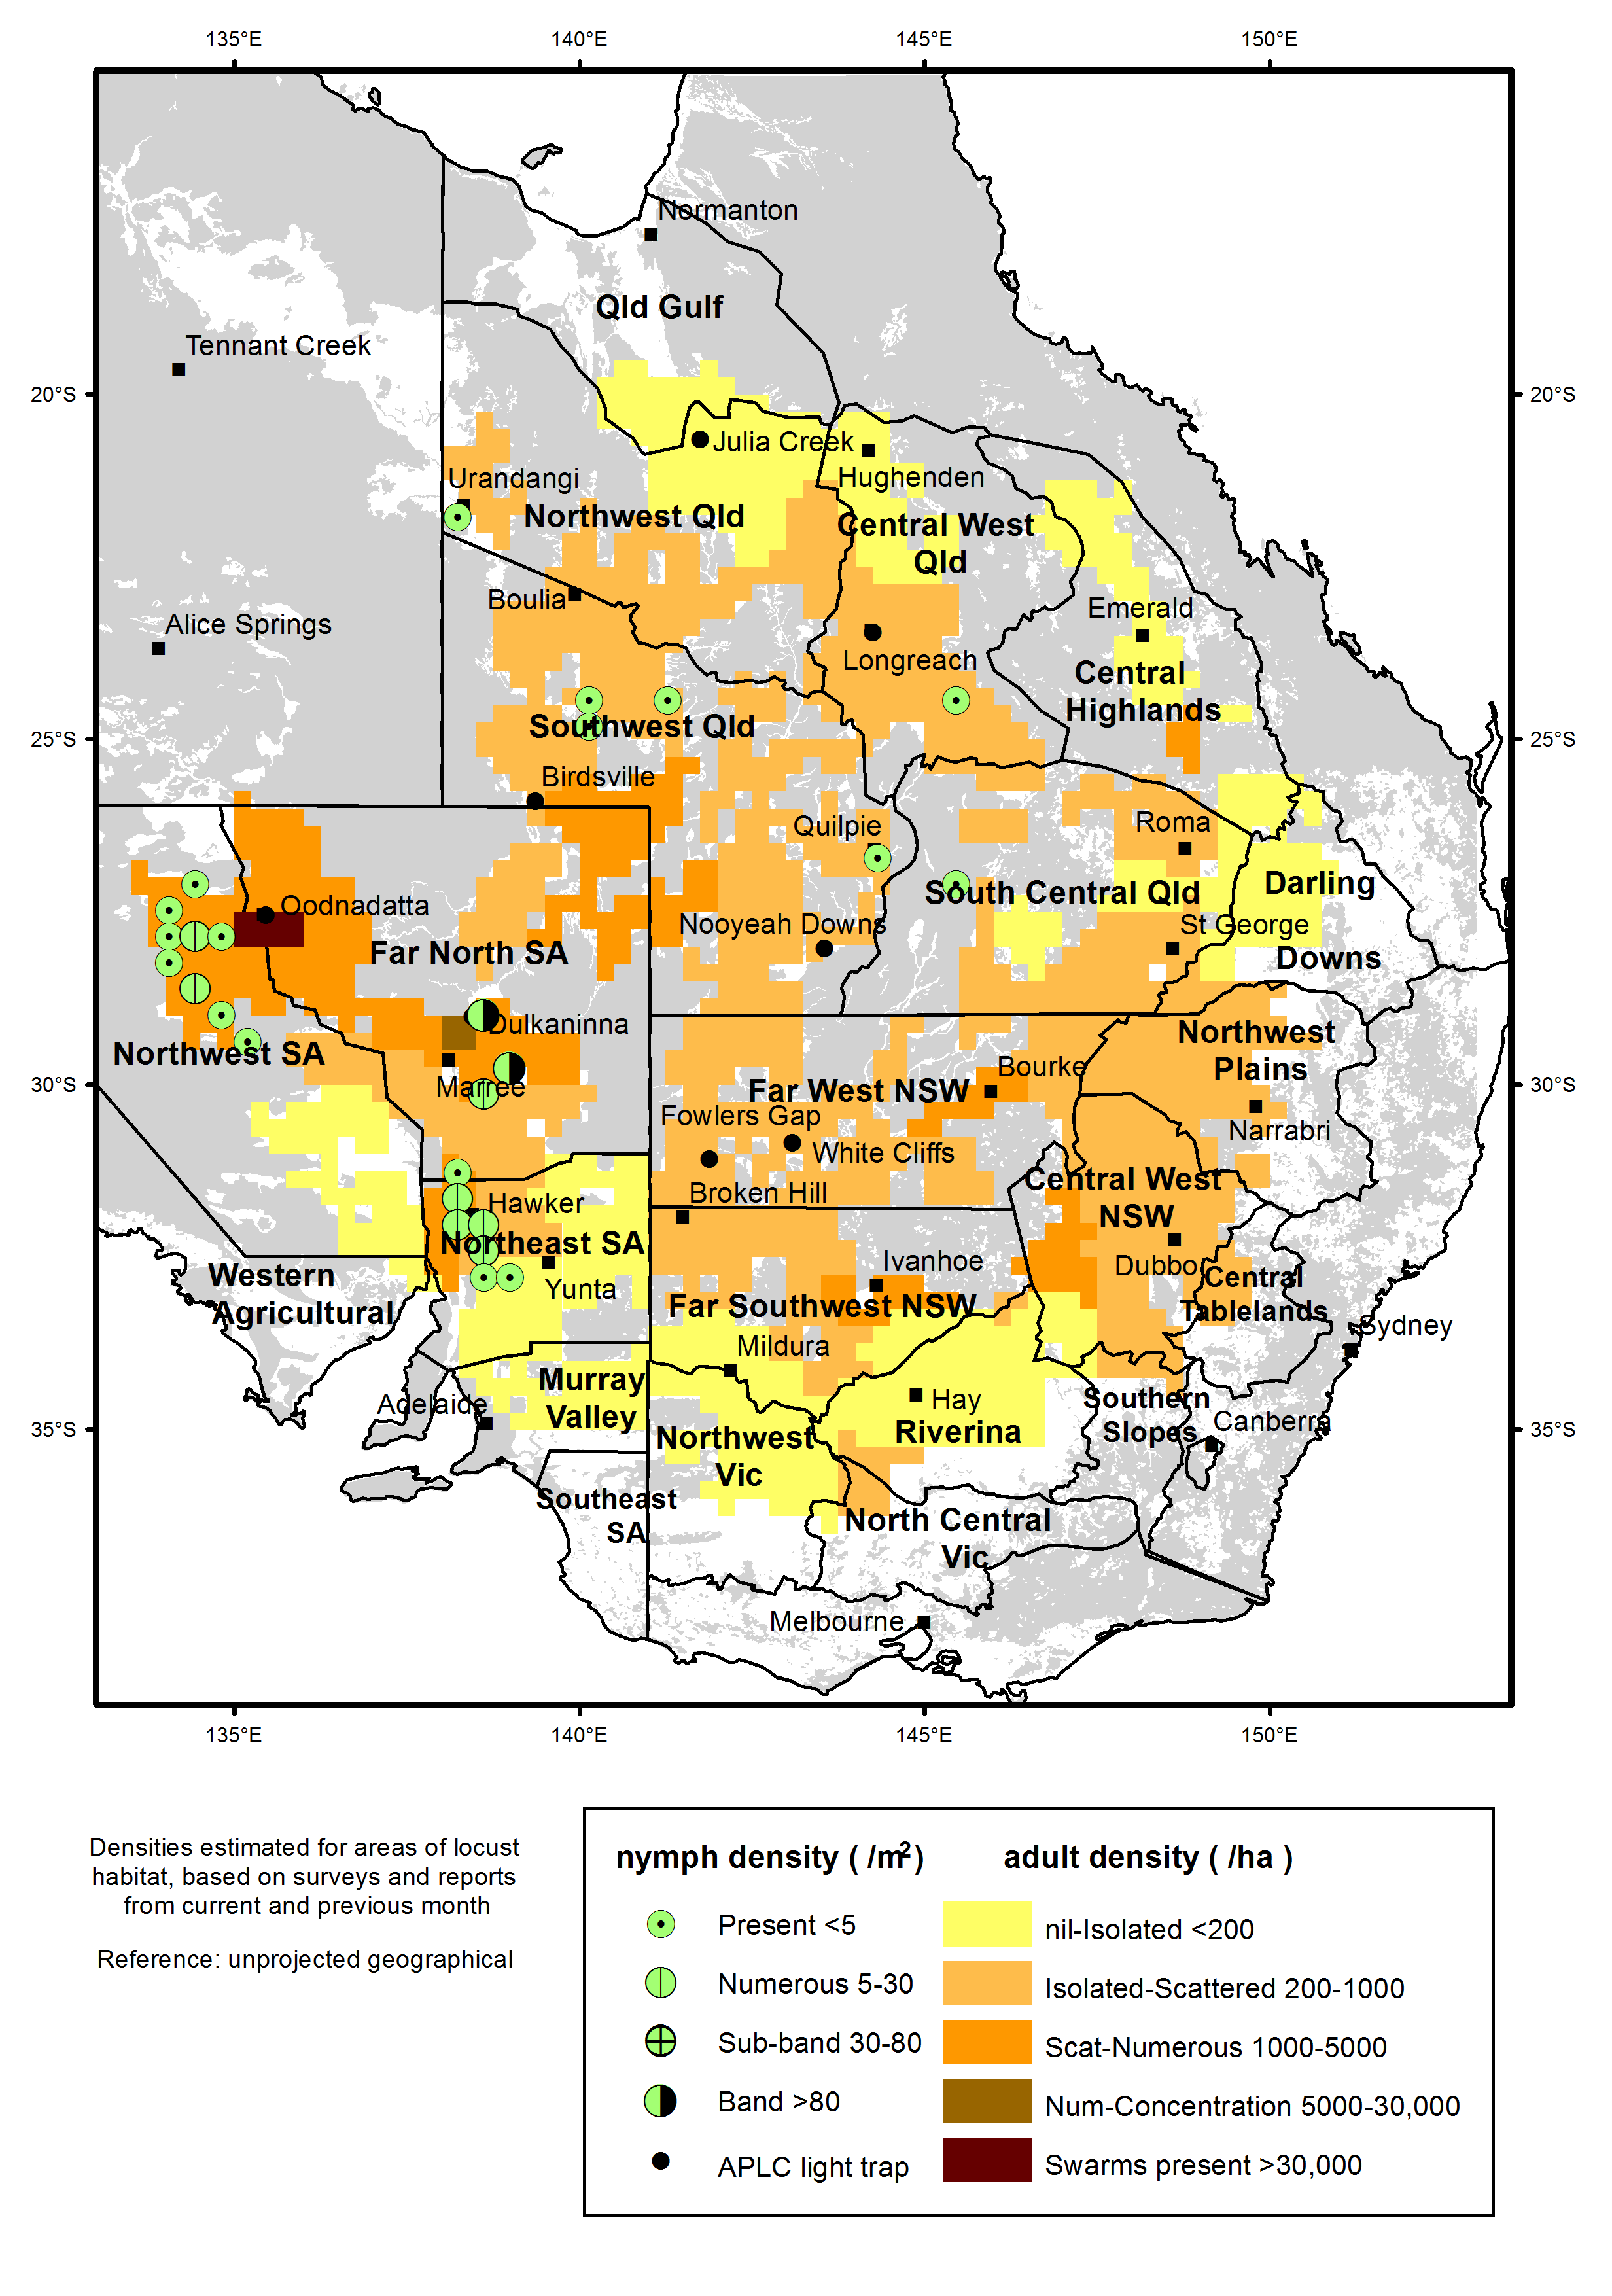 135°E
140°E
145°E
150°E
Normanton
Qld Gulf
Tennant Creek
20°S
20°S
Julia Creek
Hughenden
Urandangi
Northwest Qld
Central West
Qld
Boulia
Emerald
Alice Springs
Longreach
Central
Highlands
Southwest Qld
25°S
25°S
Birdsville
Quilpie
Roma
Darling
South Central Qld
Oodnadatta
Nooyeah Downs
St George
Far North SA
Downs
Dulkaninna
Northwest
Plains
Northwest SA
Bourke
30°S
30°S
Marree
Far West NSW
Fowlers Gap
Narrabri
White Cliffs
Central West
NSW
Broken Hill
Hawker
Northeast SA
Ivanhoe
Dubbo
Western
Agricultural
Yunta
Central
Tablelands
Far Southwest NSW
Sydney
Mildura
Murray
Valley
Adelaide
Hay
Southern
Slopes
Riverina
Canberra
35°S
35°S
Northwest
Vic
Southeast
SA
North Central
Vic
Melbourne
135°E
140°E
145°E
150°E
Densities estimated for areas of locust
habitat, based on surveys and reports
from current and previous month
Reference: unprojected geographical
nymph density ( /m2)
adult density ( /ha )
Present <5
nil-Isolated <200
Numerous 5-30
Isolated-Scattered 200-1000
Sub-band 30-80
Scat-Numerous 1000-5000
Band >80
Num-Concentration 5000-30,000
APLC light trap
Swarms present >30,000